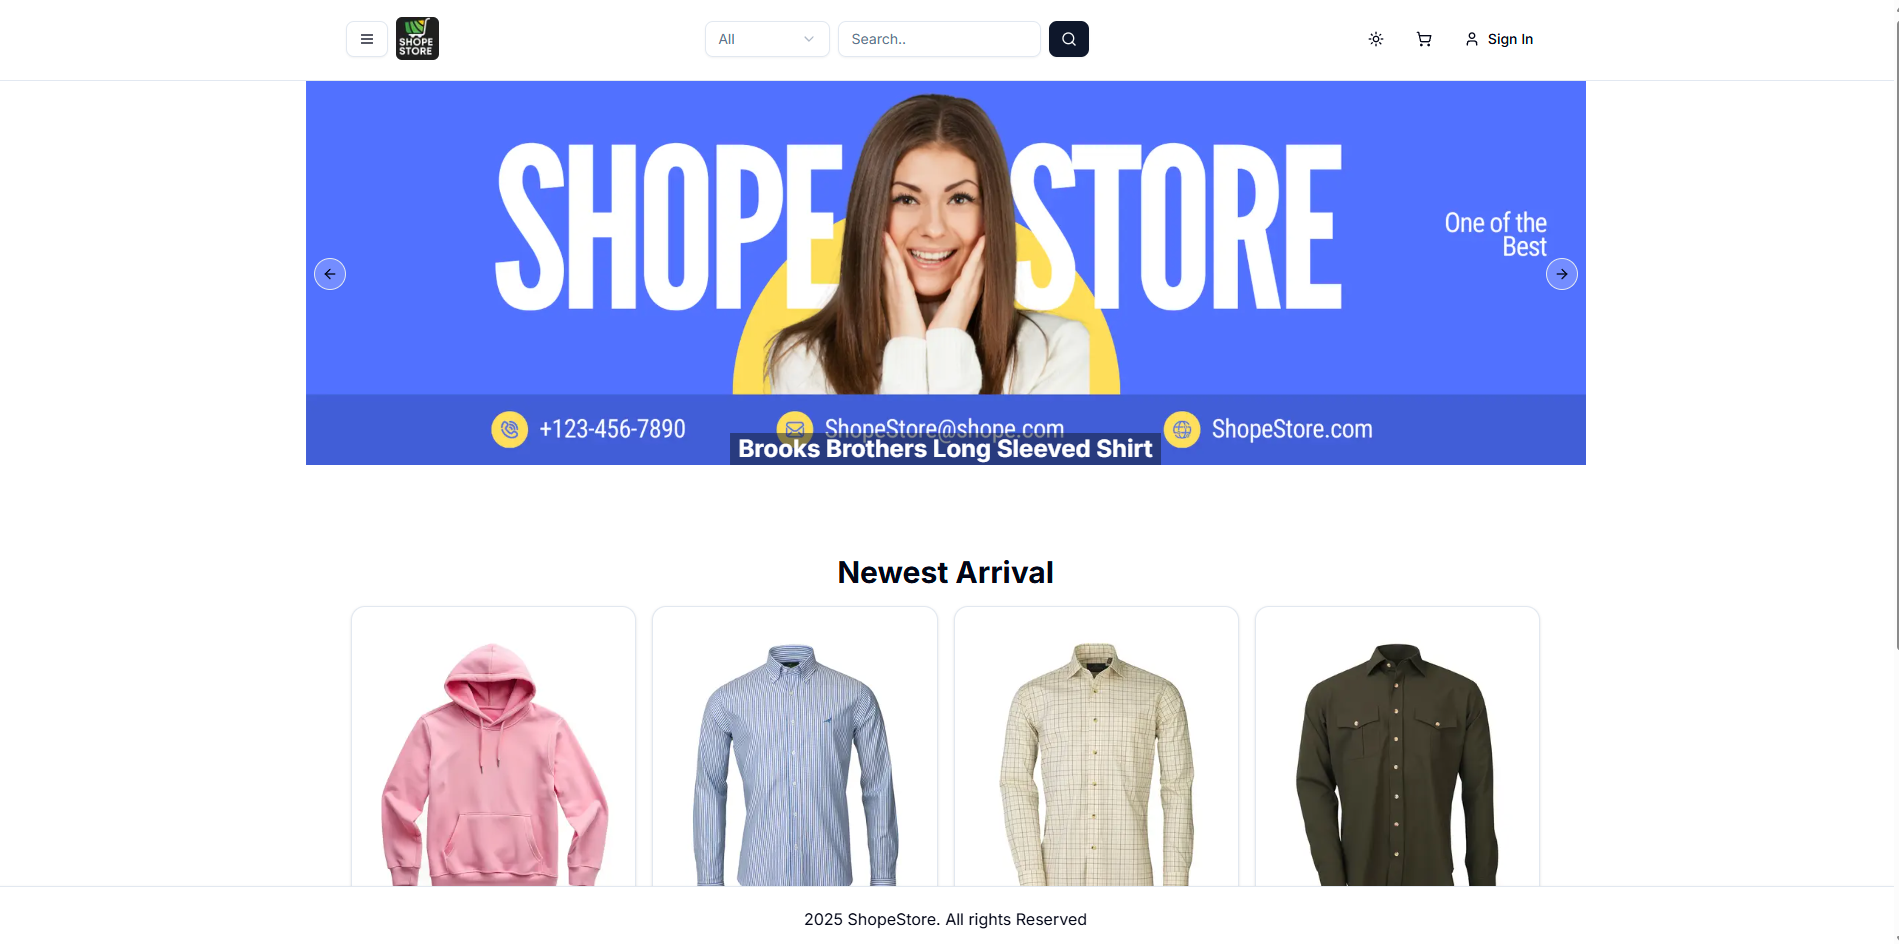 SHOPE
STORE
All
Search..
Sign In
SHOPE STORE
One of the
Best
+123-456-7890
ShopeStore@shope.com
ShopeStore.com
Brooks Brothers Long Sleeved Shirt
Newest Arrival
2025 ShopeStore. All rights Reserved